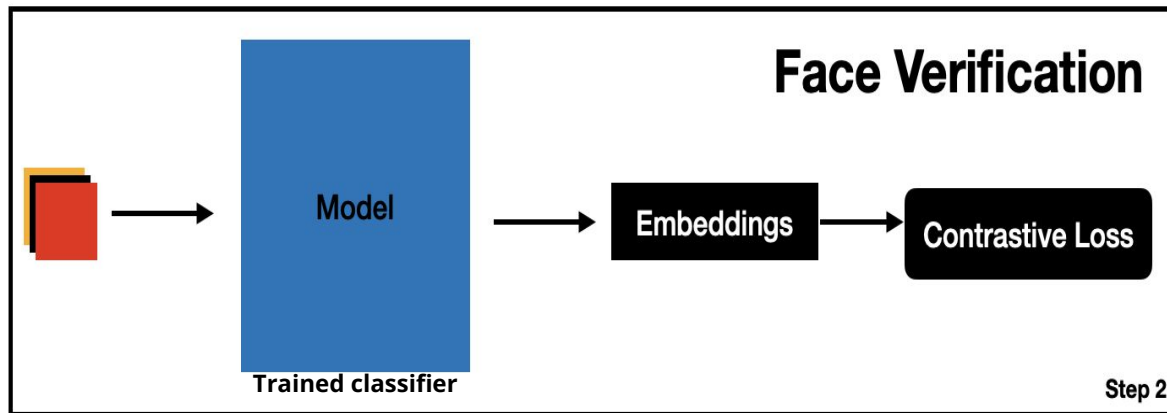 Face Verification
Model
Embeddings
Contrastive Loss
Trained classifier
Step 2